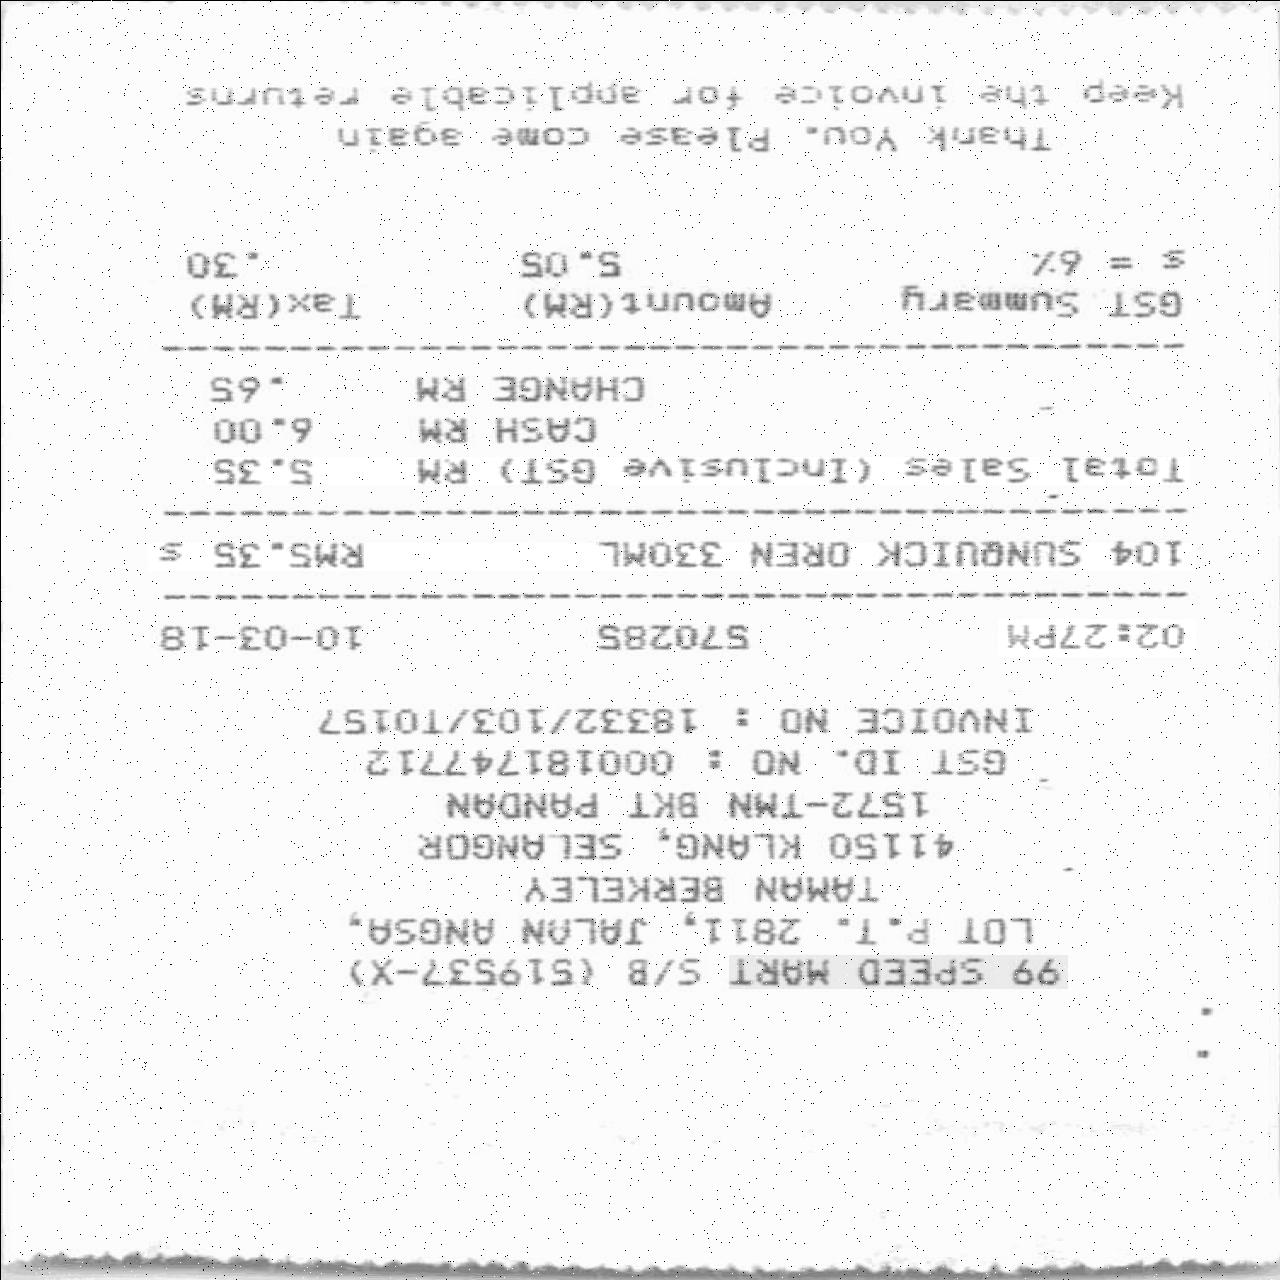 99 SPEED MART S/B (519537-X)
LOT P.T. 2811, JALAN ANGSA,
TAMAN BERKELEY
41150 KLANG, SELANGOR
1572-TMN BKT PANDAN
GST ID. NO : 000181747712
INVOICE NO : 18332/103/T0157
02:27PM 570285 10-03-18
104 SUNQUICK OREN 330ML RM5.35 s
Total Sales (Inclusive GST) RM 5.35
CASH RM 6.00
CHANGE RM .65
GST Summary Amount(RM) Tax(RM)
s = 6% 5.05 .30
Thank You. Please come again
Keep the invoice for applicable returns